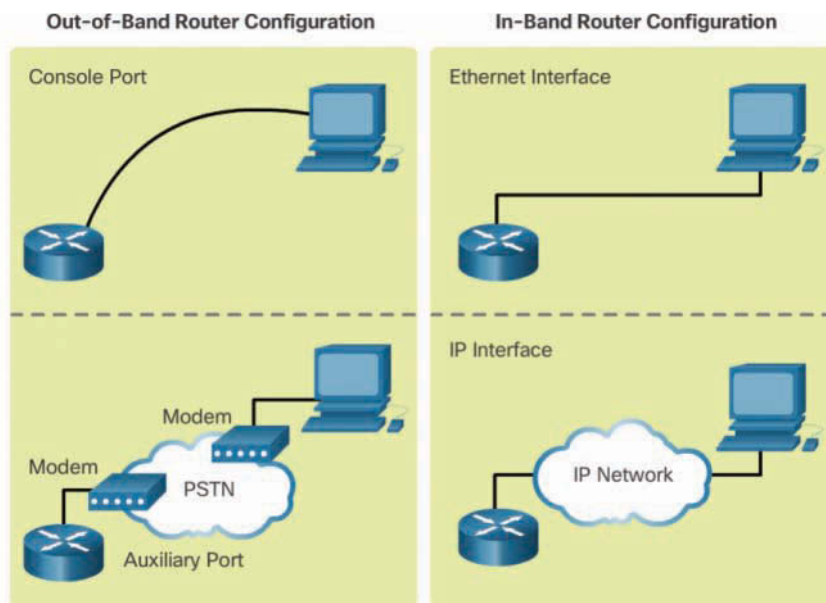 Out-of-Band Router Configuration
Console Port
Modem
Modem
PSTN
Auxiliary Port
In-Band Router Configuration
Ethernet Interface
IP Interface
IP Network